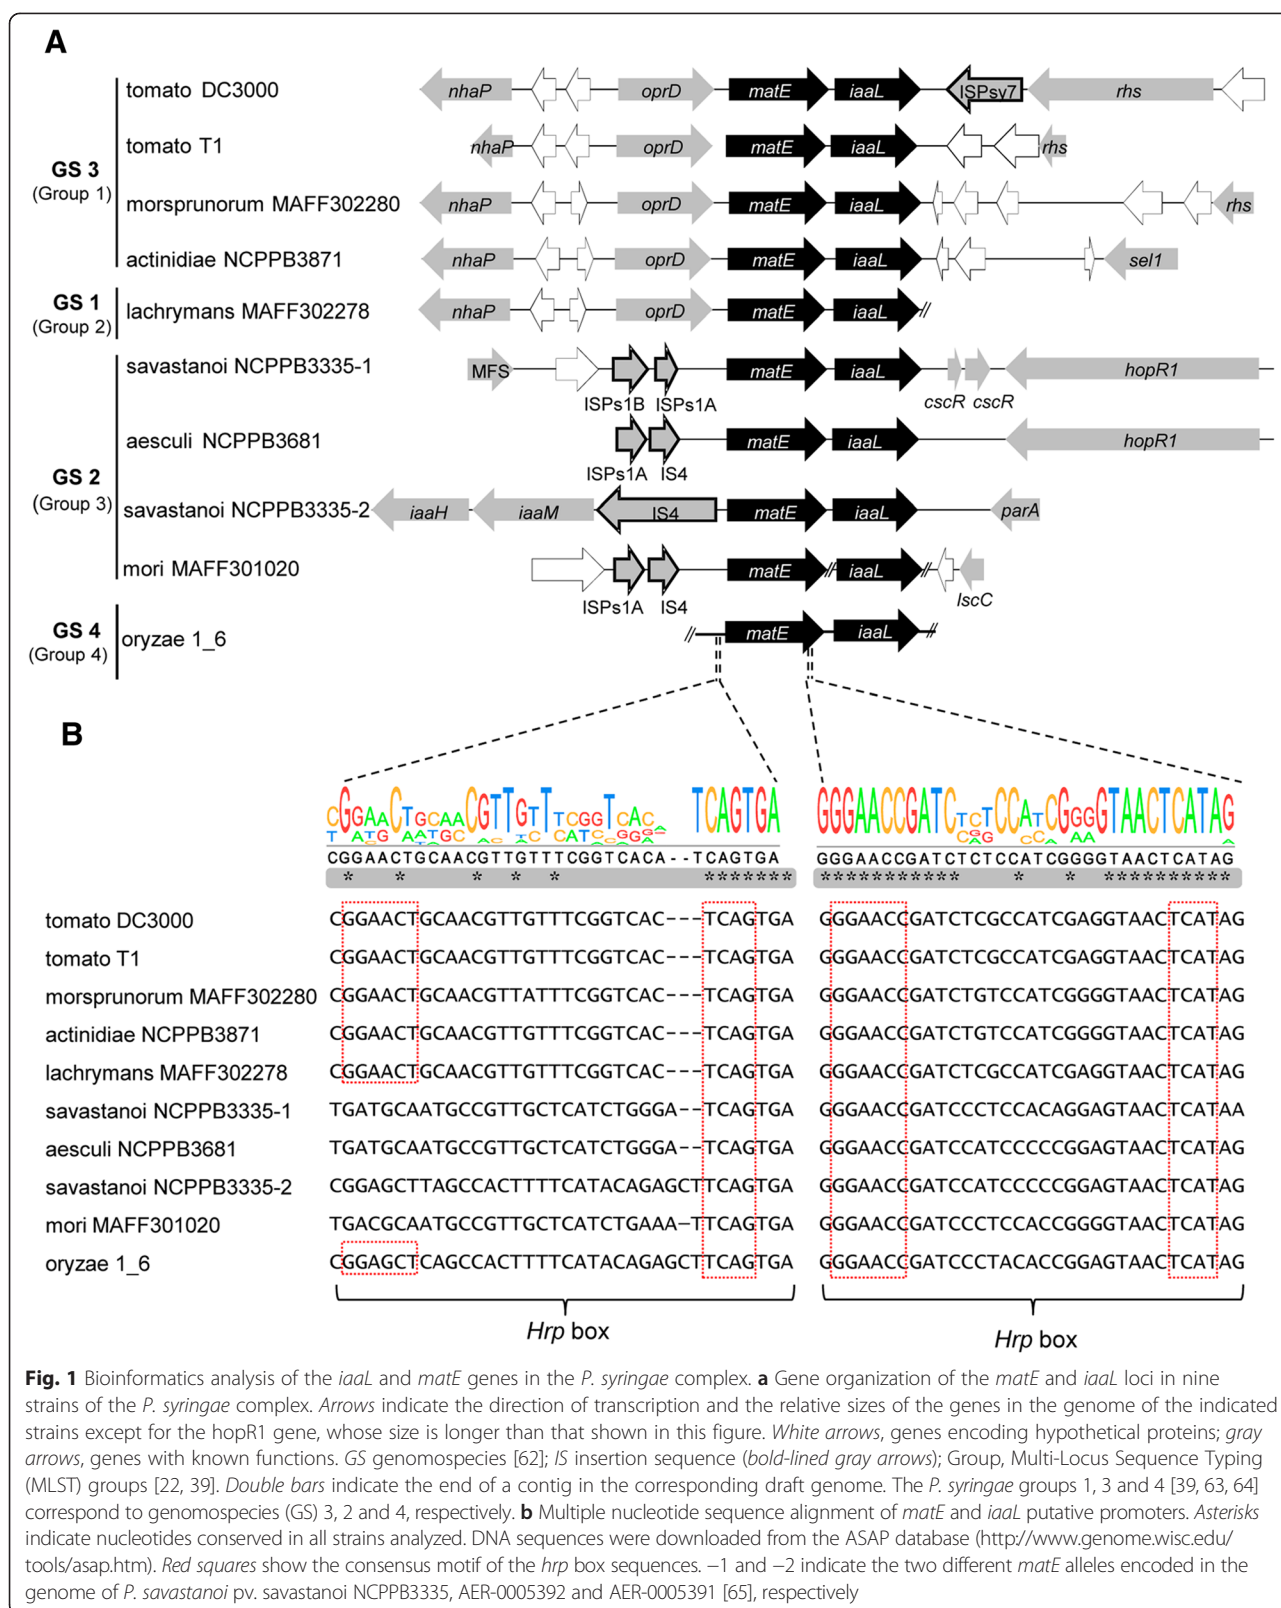 A
tomato DC3000 nhaP oprD matE iaaL ISPsy7 rhs
tomato T1 nhaP oprD matE iaaL rhs
GS 3
(Group 1)
morsprunorum MAFF302280 nhaP oprD matE iaaL rhs
actinidiae NCPPB3871 nhaP oprD matE iaaL sel1
GS 1
(Group 2)
lachrymans MAFF302278 nhaP oprD matE iaaL //
savastanoi NCPPB3335-1 MFS matE iaaL hopR1
ISPs1B ISPs1A cscR cscR
aesculi NCPPB3681 matE iaaL hopR1
ISPs1A IS4
GS 2
(Group 3)
savastanoi NCPPB3335-2 iaaH iaaM IS4 matE iaaL parA
mori MAFF301020 matE // iaaL //
ISPs1A IS4 IscC
GS 4
(Group 4)
oryzae 1_6 // matE iaaL //
B
CGGAACTGCAACGTTGTTTCGGTCACA--TCAGTGA GGGAACCGATCTCTCCATCGGGGTAACTCATAG
* * * * * ******* *********** * * ***********
tomato DC3000 CGGAACTGCAACGTTGTTTCGGTCAC---TCAGTGA GGGAACCGATCTCGCCATCGAGGTAACTCATAG
tomato T1 CGGAACTGCAACGTTGTTTCGGTCAC---TCAGTGA GGGAACCGATCTCGCCATCGAGGTAACTCATAG
morsprunorum MAFF302280 CGGAACTGCAACGTTATTTCGGTCAC---TCAGTGA GGGAACCGATCTGTCCATCGGGGTAACTCATAG
actinidiae NCPPB3871 CGGAACTGCAACGTTGTTTCGGTCAC---TCAGTGA GGGAACCGATCTGTCCATCGGGGTAACTCATAG
lachrymans MAFF302278 CGGAACTGCAACGTTGTTTCGGTCAC---TCAGTGA GGGAACCGATCTCGCCATCGAGGTAACTCATAG
savastanoi NCPPB3335-1 TGATGCAATGCCGTTGCTCATCTGGGA--TCAGTGA GGGAACCGATCCCTCCACAGGAGTAACTCATAA
aesculi NCPPB3681 TGATGCAATGCCGTTGCTCATCTGGGA--TCAGTGA GGGAACCGATCCATCCCCCGGAGTAACTCATAG
savastanoi NCPPB3335-2 CGGAGCTTAGCCACTTTTCATACAGAGCTTCAGTGA GGGAACCGATCCATCCCCCGGAGTAACTCATAG
mori MAFF301020 TGACGCAATGCCGTTGCTCATCTGAAA-TTCAGTGA GGGAACCGATCCCTCCACCGGGGTAACTCATAG
oryzae 1_6 CGGAGCTCAGCCACTTTTCATACAGAGCTTCAGTGA GGGAACCGATCCCTACACCGGAGTAACTCATAG
Hrp box Hrp box
Fig. 1 Bioinformatics analysis of the iaaL and matE genes in the P. syringae complex. a Gene organization of the matE and iaaL loci in nine
strains of the P. syringae complex. Arrows indicate the direction of transcription and the relative sizes of the genes in the genome of the indicated
strains except for the hopR1 gene, whose size is longer than that shown in this figure. White arrows, genes encoding hypothetical proteins; gray
arrows, genes with known functions. GS genomospecies [62]; IS insertion sequence (bold-lined gray arrows); Group, Multi-Locus Sequence Typing
(MLST) groups [22, 39]. Double bars indicate the end of a contig in the corresponding draft genome. The P. syringae groups 1, 3 and 4 [39, 63, 64]
correspond to genomospecies (GS) 3, 2 and 4, respectively. b Multiple nucleotide sequence alignment of matE and iaaL putative promoters. Asterisks
indicate nucleotides conserved in all strains analyzed. DNA sequences were downloaded from the ASAP database (http://www.genome.wisc.edu/
tools/asap.htm). Red squares show the consensus motif of the hrp box sequences. −1 and −2 indicate the two different matE alleles encoded in the
genome of P. savastanoi pv. savastanoi NCPPB3335, AER-0005392 and AER-0005391 [65], respectively